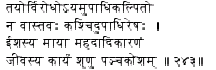 तयोर्विरोधोऽयमुपाधिकल्पितो
न वास्तवः कश्चिदुपाधिरेषः ।
ईशस्य माया महदादिकारणं
जीवस्य कार्यं शृणु पञ्चकोशम् ॥ २४३॥